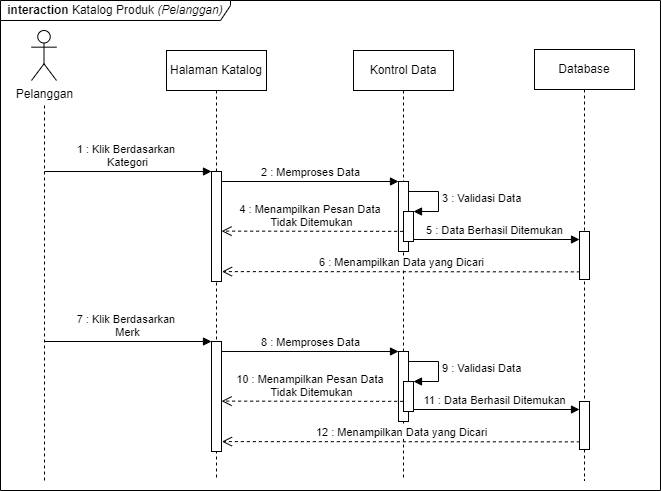 interaction Katalog Produk (Pelanggan)
Pelanggan
Halaman Katalog
Kontrol Data
Database
1 : Klik Berdasarkan
Kategori
2 : Memproses Data
3 : Validasi Data
4 : Menampilkan Pesan Data
Tidak Ditemukan
5 : Data Berhasil Ditemukan
6 : Menampilkan Data yang Dicari
7 : Klik Berdasarkan
Merk
8 : Memproses Data
9 : Validasi Data
10 : Menampilkan Pesan Data
Tidak Ditemukan
11 : Data Berhasil Ditemukan
12 : Menampilkan Data yang Dicari